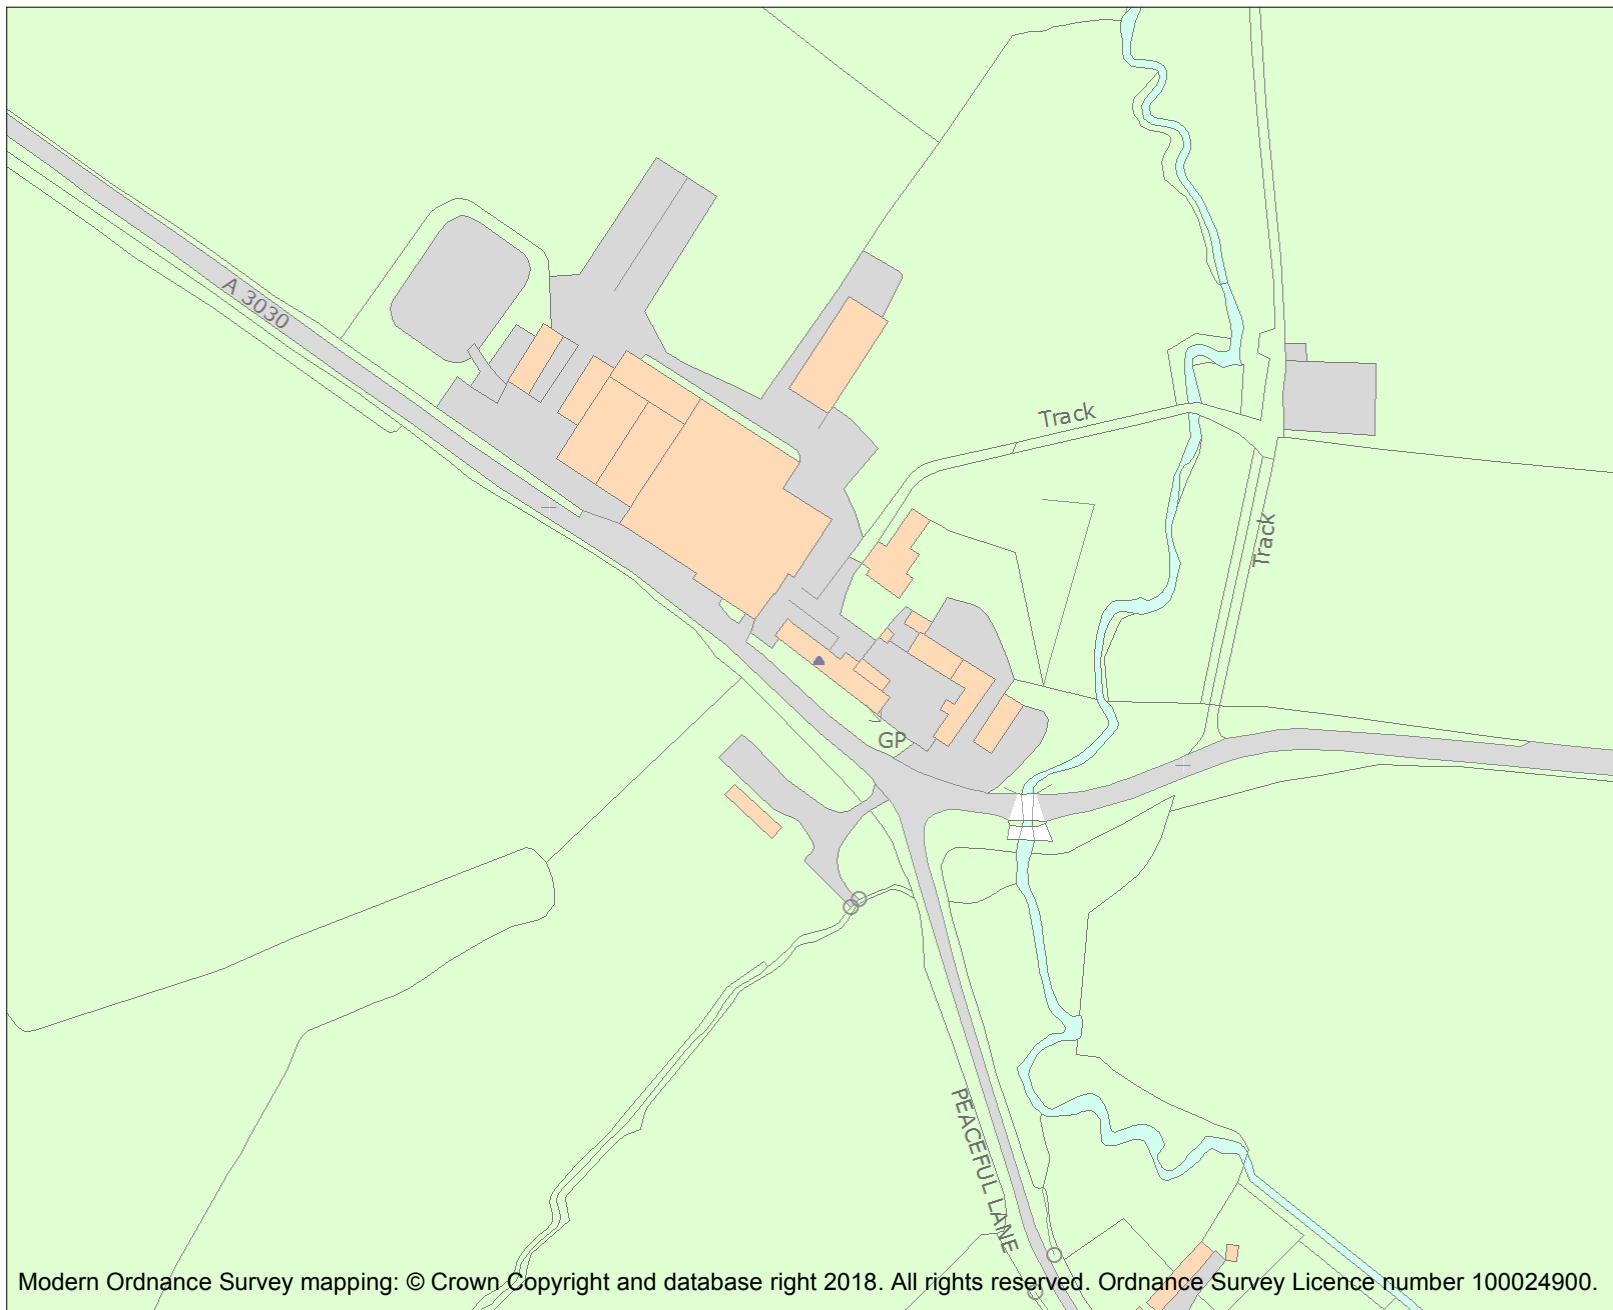 A 3030
Track
Track
GP
PEACEFUL LANE
Modern Ordnance Survey mapping: © Crown Copyright and database right 2018. All rights reserved. Ordnance Survey Licence number 100024900.